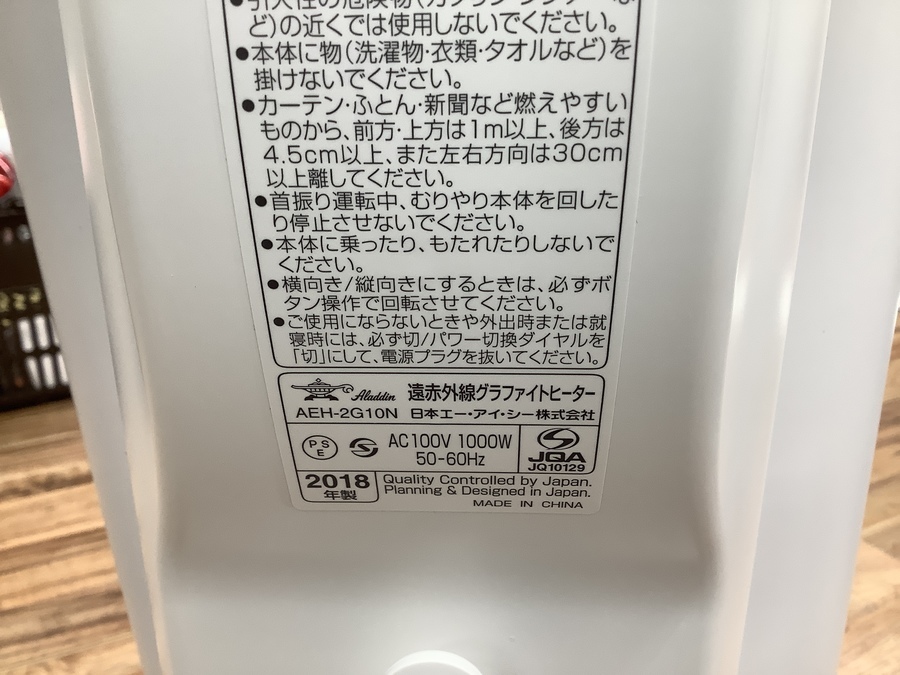 ど)の近くでは使用しないでください。
●本体に物(洗濯物・衣類・タオルなど)を
掛けないでください。
●カーテン・ふとん・新聞など燃えやすい
ものから、前方・上方は1m以上、後方は
4.5cm以上、また左右方向は30cm
以上離してください。
●首振り運転中、むりやり本体を回した
り停止させないでください。
●本体に乗ったり、もたれたりしないで
ください。
●横向き/縦向きにするときは、必ずボ
タン操作で回転させてください。
●ご使用にならないときや外出時または就
寝時には、必ず切/パワー切換ダイヤルを
「切」にして、電源プラグを抜いてください。
Aladdin 遠赤外線グラファイトヒーター
AEH-2G10N 日本エー・アイ・シー株式会社
PSE AC100V 1000W
50-60Hz
JQA
JQ10129
2018
年製
Quality Controlled by Japan.
Planning & Designed in Japan.
MADE IN CHINA